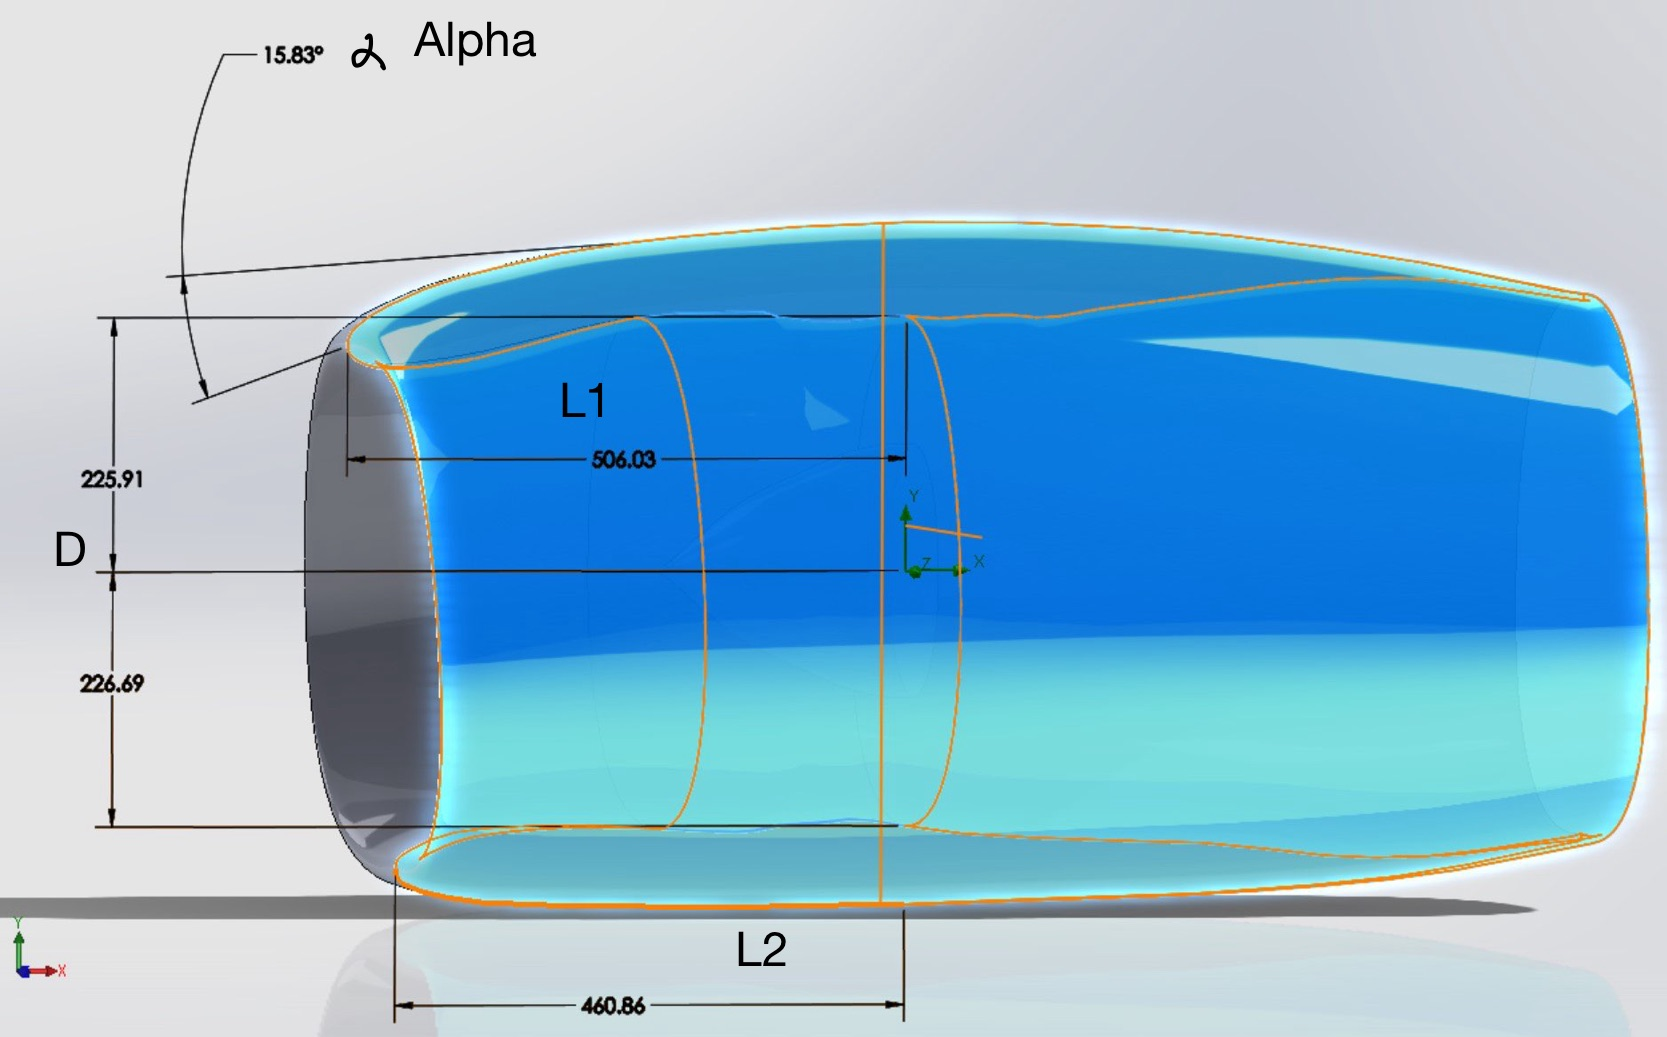 15.83° α Alpha
L1
506.03
225.91
D
226.69
Y
Z X
L2
460.86
Y
X